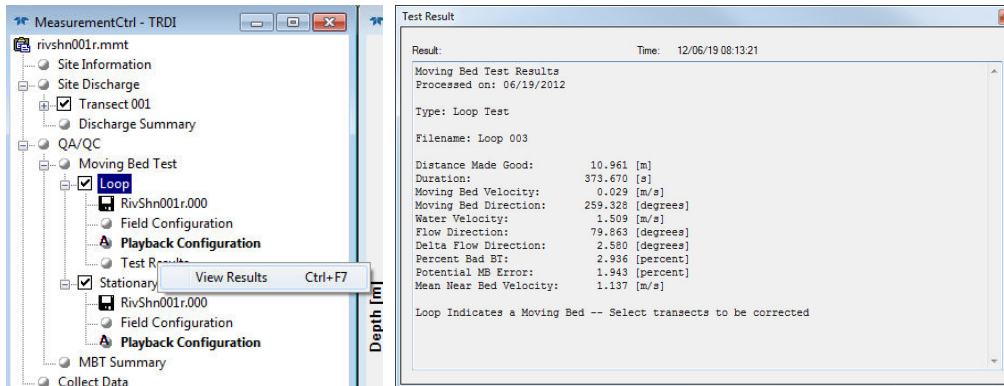 MeasurementCtrl - TRDI
rivshn001r.mmt
Site Information
Site Discharge
Transect 001
Discharge Summary
QA/QC
Moving Bed Test
Loop
RivShn001r.000
Field Configuration
Playback Configuration
Test Results
View Results Ctrl+F7
Stationary
RivShn001r.000
Field Configuration
Playback Configuration
MBT Summary
Collect Data
Depth [m]
Test Result
Result: Time: 12/06/19 08:13:21
Moving Bed Test Results
Processed on: 06/19/2012
Type: Loop Test
Filename: Loop 003
Distance Made Good: 10.961 [m]
Duration: 373.670 [s]
Moving Bed Velocity: 0.029 [m/s]
Moving Bed Direction: 259.328 [degrees]
Water Velocity: 1.509 [m/s]
Flow Direction: 79.863 [degrees]
Delta Flow Direction: 2.580 [degrees]
Percent Bad BT: 2.936 [percent]
Potential MB Error: 1.943 [percent]
Mean Near Bed Velocity: 1.137 [m/s]
Loop Indicates a Moving Bed -- Select transects to be corrected